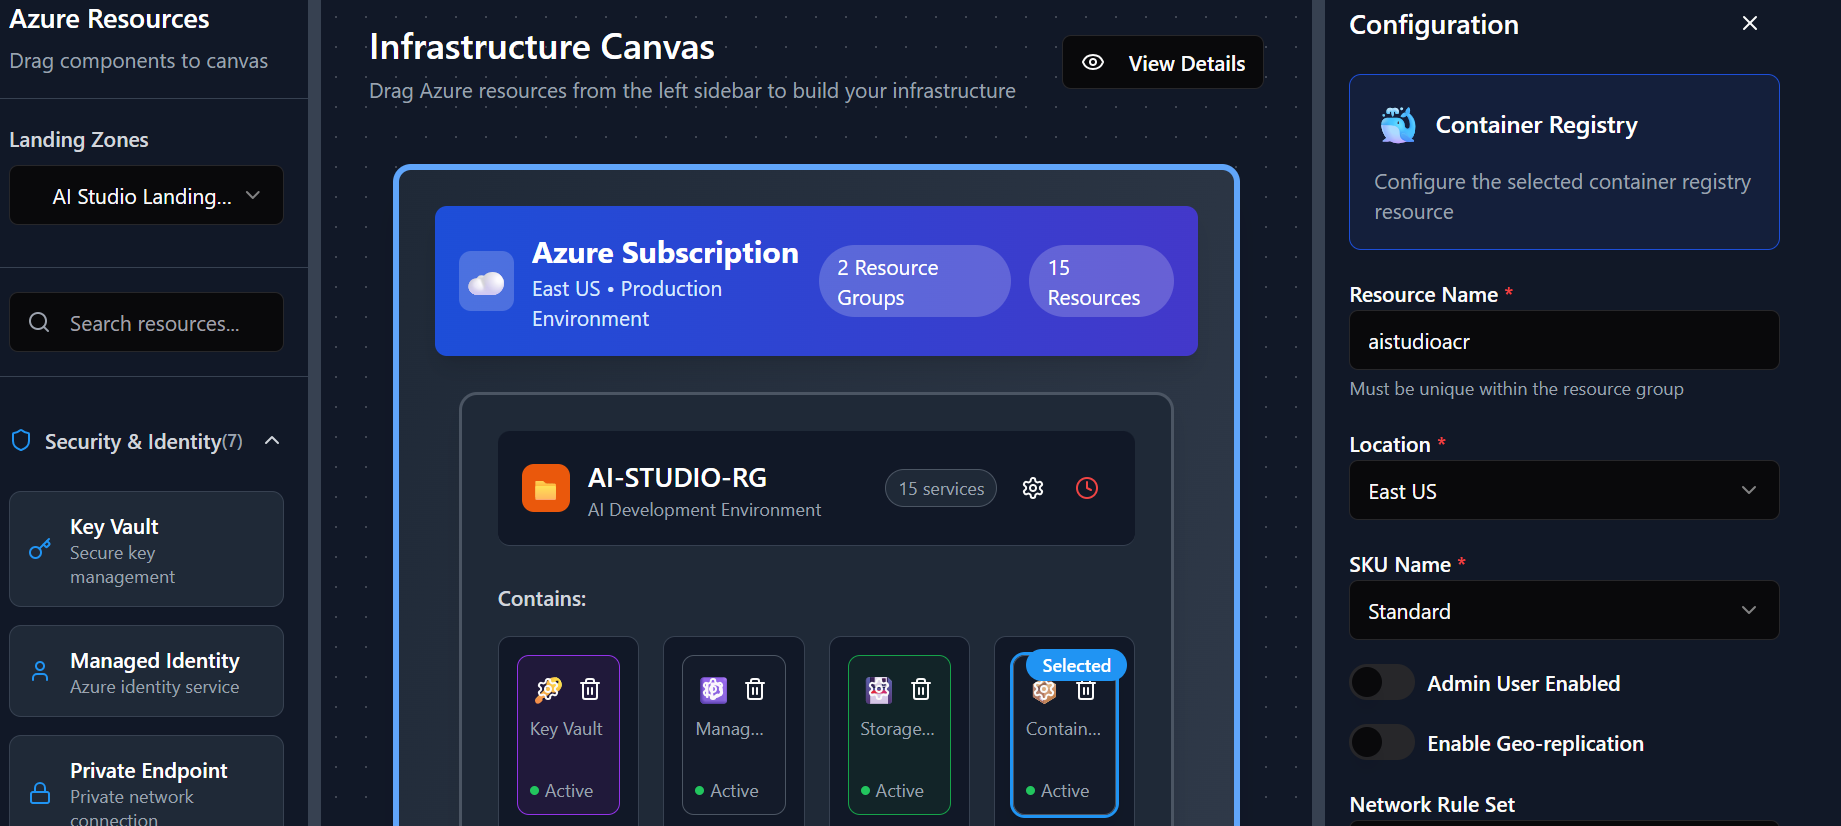 Azure Resources
Drag components to canvas
Landing Zones
AI Studio Landing...
Search resources...
Security & Identity(7)
Key Vault
Secure key
management
Managed Identity
Azure identity service
Private Endpoint
Private network
connection
Infrastructure Canvas
Drag Azure resources from the left sidebar to build your infrastructure
View Details
Azure Subscription
East US • Production
Environment
2 Resource
Groups
15
Resources
AI-STUDIO-RG
AI Development Environment
15 services
Contains:
Key Vault
Active
Manag...
Active
Storage...
Active
Selected
Contain...
Active
Configuration
Container Registry
Configure the selected container registry
resource
Resource Name *
aistudioacr
Must be unique within the resource group
Location *
East US
SKU Name *
Standard
Admin User Enabled
Enable Geo-replication
Network Rule Set